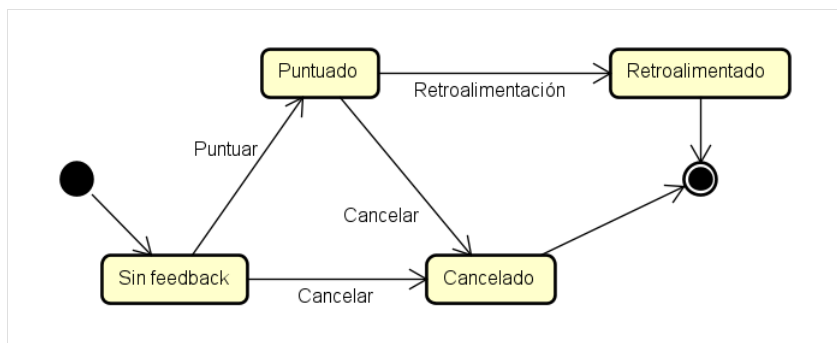 Puntuado
Retroalimentado
Retroalimentación
Puntuar
Cancelar
Sin feedback
Cancelado
Cancelar